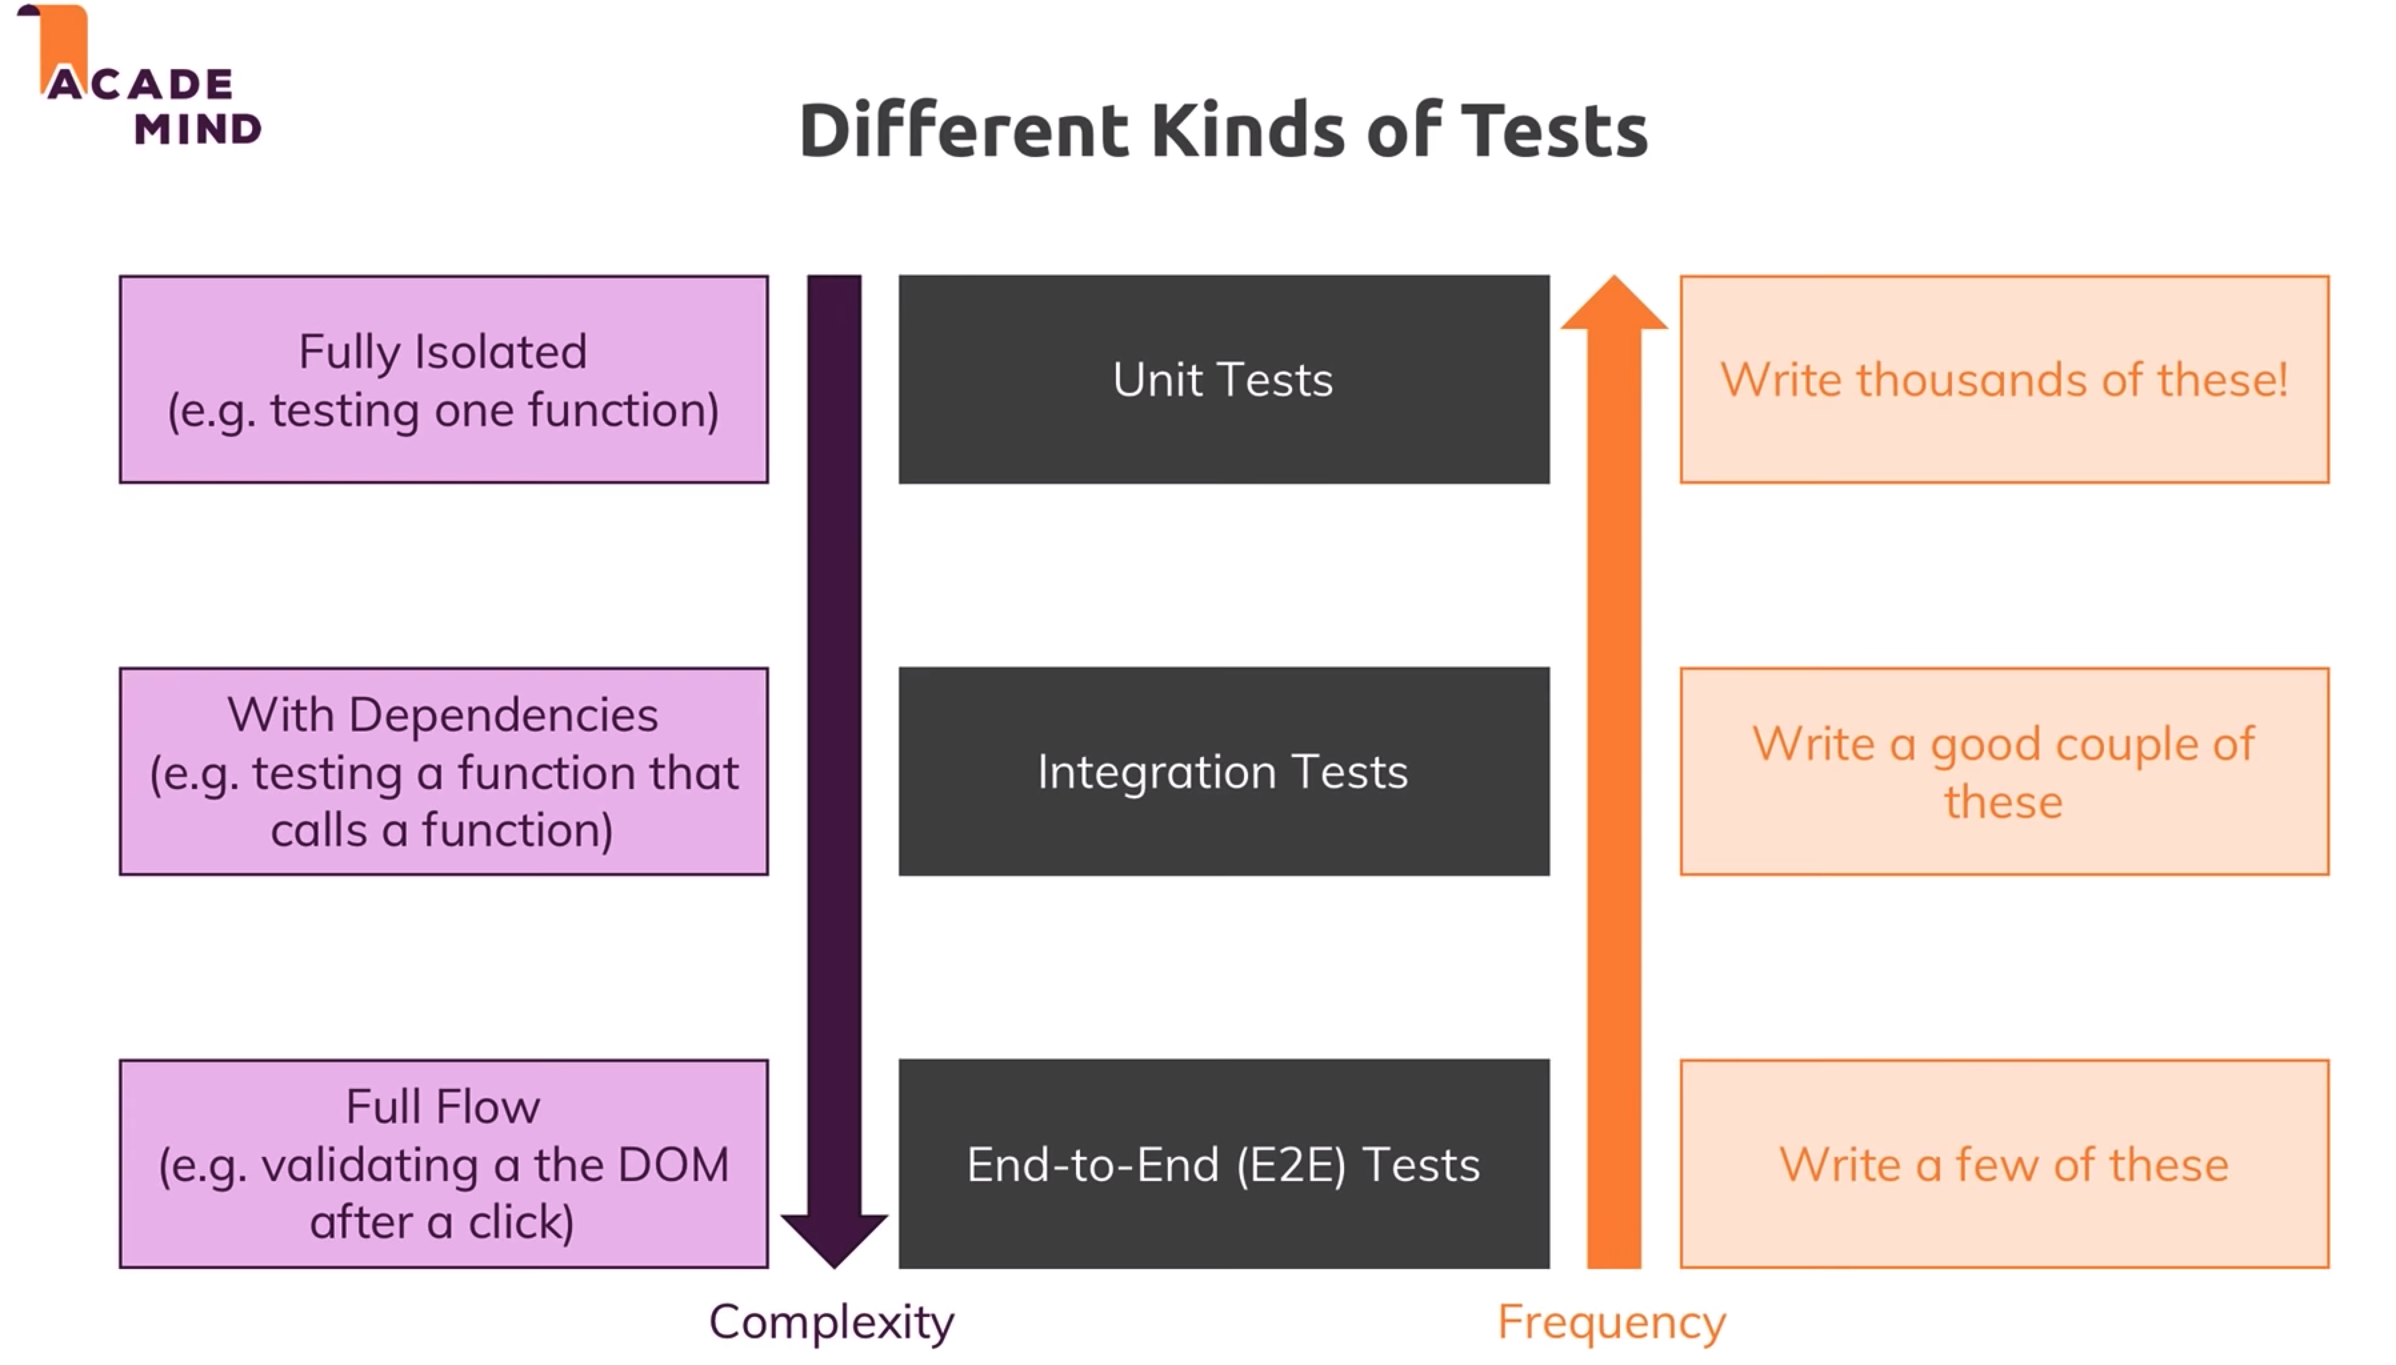 ACADE
MIND
Different Kinds of Tests
Fully Isolated
(e.g. testing one function)
Unit Tests
Write thousands of these!
With Dependencies
(e.g. testing a function that
calls a function)
Integration Tests
Write a good couple of
these
Full Flow
(e.g. validating a the DOM
after a click)
End-to-End (E2E) Tests
Write a few of these
Complexity
Frequency